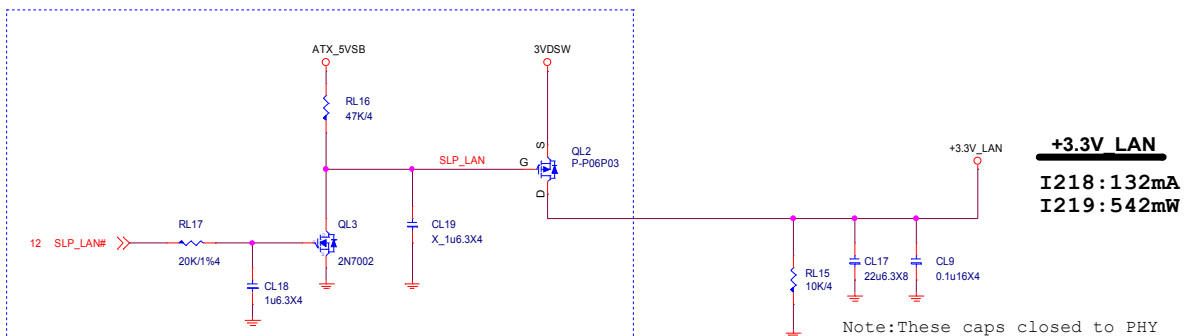 ATX_5VSB
3VDSW
RL16
47K/4
SLP_LAN
G
S
D
QL2
P-P06P03
+3.3V_LAN
+3.3V_LAN
I218:132mA
I219:542mW
12 SLP_LAN#
RL17
20K/1%4
QL3
2N7002
CL19
X_1u6.3X4
CL18
1u6.3X4
RL15
10K/4
CL17
22u6.3X8
CL9
0.1u16X4
Note:These caps closed to PHY